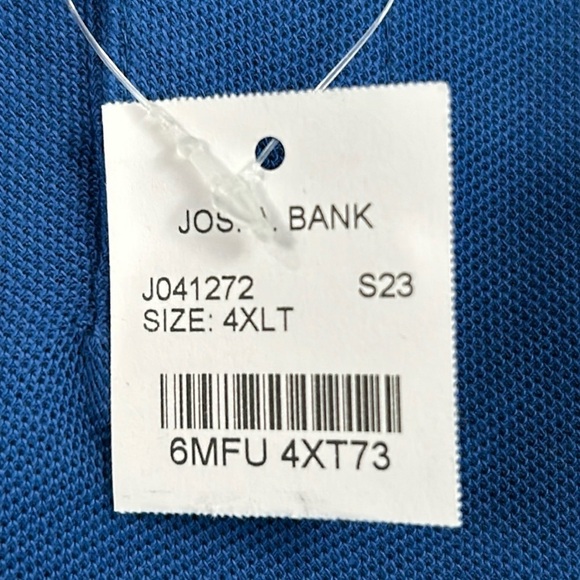 JOS. A. BANK
J041272 S23
SIZE: 4XLT
6MFU 4XT73